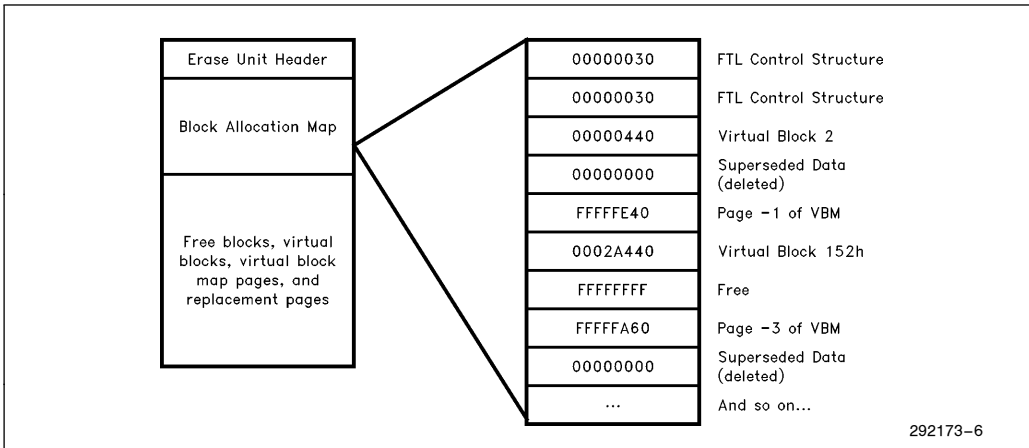 Erase Unit Header
Block Allocation Map
Free blocks, virtual
blocks, virtual block
map pages, and
replacement pages
00000030 FTL Control Structure
00000030 FTL Control Structure
00000440 Virtual Block 2
00000000 Superseded Data
(deleted)
FFFFFE40 Page -1 of VBM
0002A440 Virtual Block 152h
FFFFFFFF Free
FFFFFA60 Page -3 of VBM
00000000 Superseded Data
(deleted)
... And so on...
292173-6